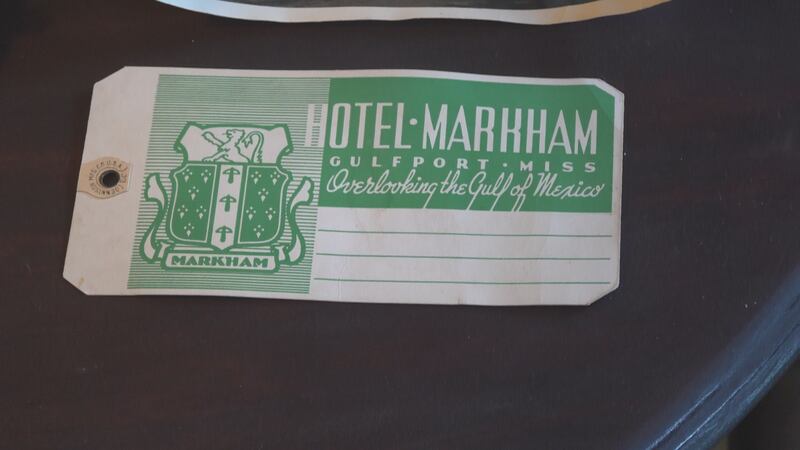 HOTEL·MARKHAM
GULFPORT·MISS
Overlooking the Gulf of Mexico
MARKHAM